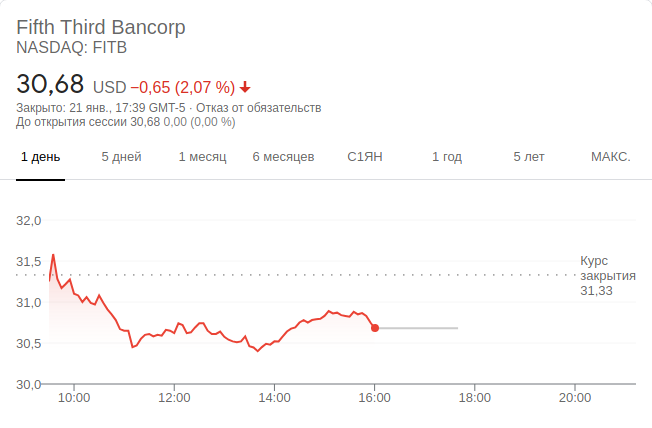 Fifth Third Bancorp
NASDAQ: FITB
30,68 USD −0,65 (2,07 %)
Закрыто: 21 янв., 17:39 GMT-5 · Отказ от обязательств
До открытия сессии 30,68 0,00 (0,00 %)
1 день 5 дней 1 месяц 6 месяцев С1ЯН 1 год 5 лет МАКС.
32,0
31,5
31,0
30,5
30,0
Курс
закрытия
31,33
10:00 12:00 14:00 16:00 18:00 20:00